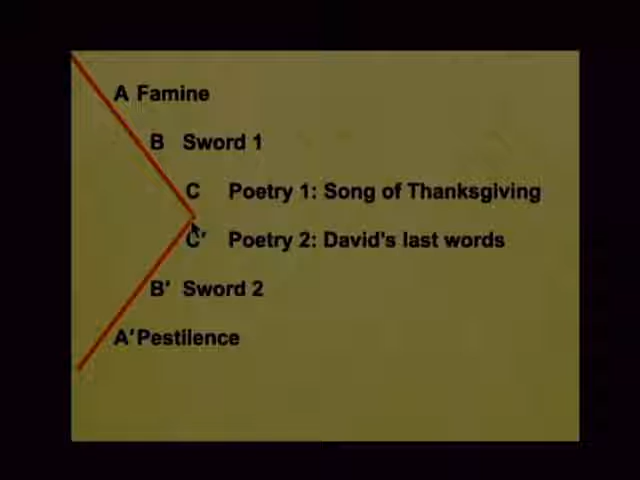 A Famine
B Sword 1
C Poetry 1: Song of Thanksgiving
C' Poetry 2: David's last words
B' Sword 2
A' Pestilence